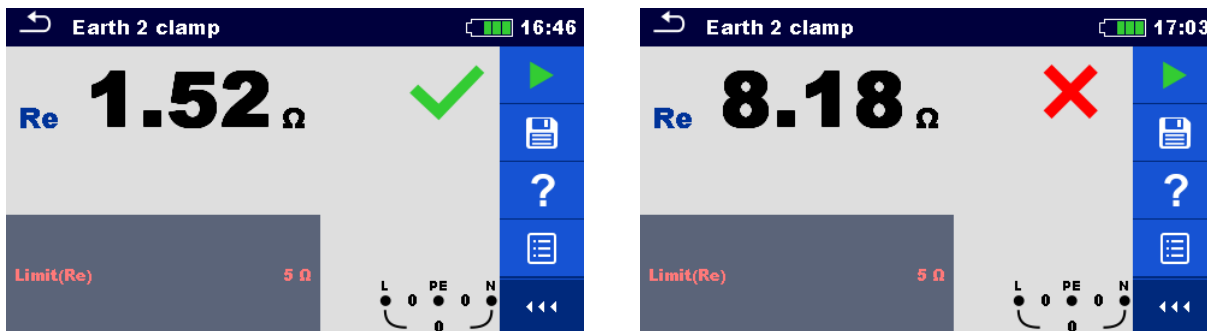 Earth 2 clamp 16:46
Re 1.52 Ω
?
Limit(Re) 5 Ω
L PE N
0 0
0
Earth 2 clamp 17:03
Re 8.18 Ω
?
Limit(Re) 5 Ω
L PE N
0 0
0